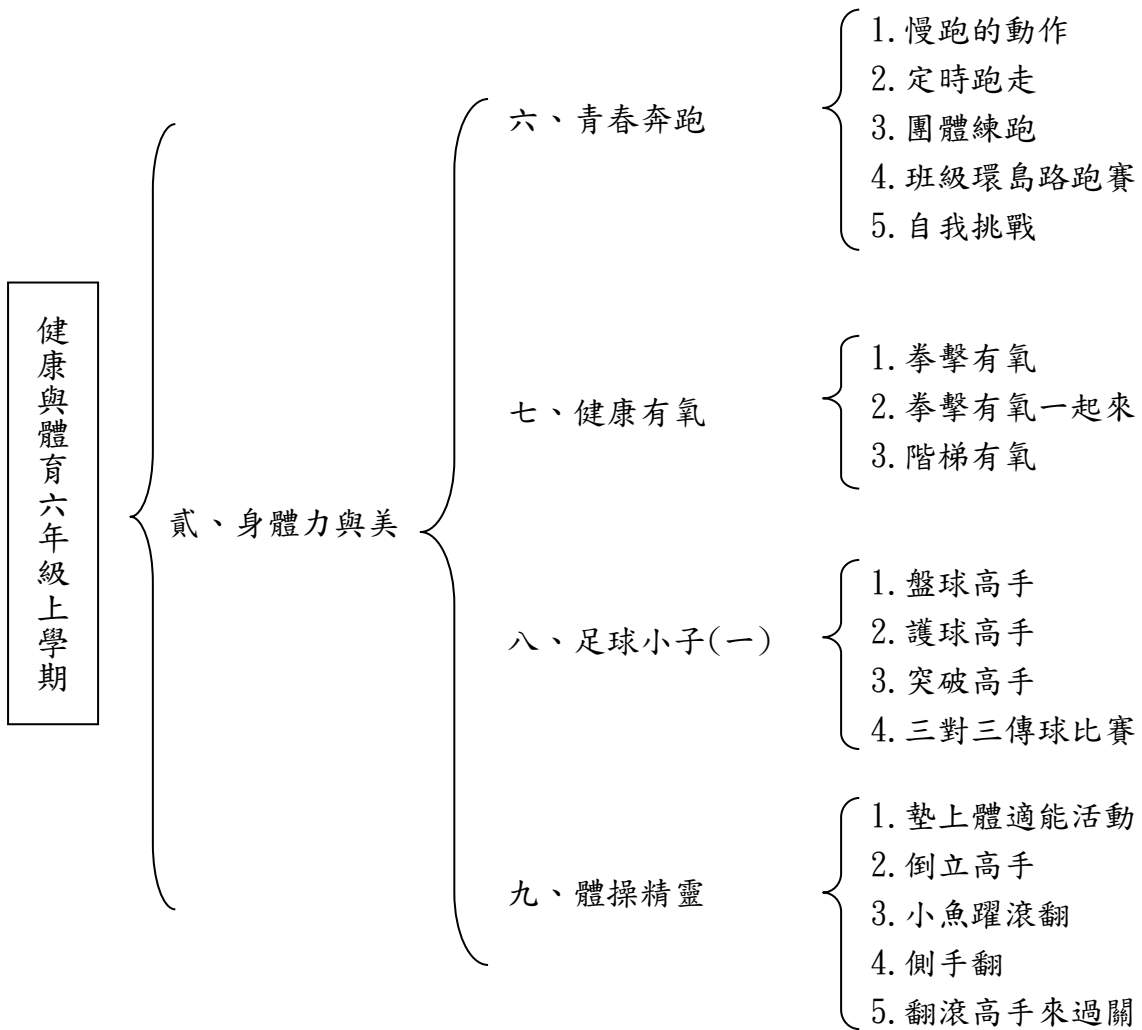 健康與體育六年級上學期
貳、身體力與美
六、青春奔跑
1.慢跑的動作
2.定時跑走
3.團體練跑
4.班級環島路跑賽
5.自我挑戰
七、健康有氧
1.拳擊有氧
2.拳擊有氧一起來
3.階梯有氧
八、足球小子(一)
1.盤球高手
2.護球高手
3.突破高手
4.三對三傳球比賽
九、體操精靈
1.墊上體適能活動
2.倒立高手
3.小魚躍滾翻
4.側手翻
5.翻滾高手來過關